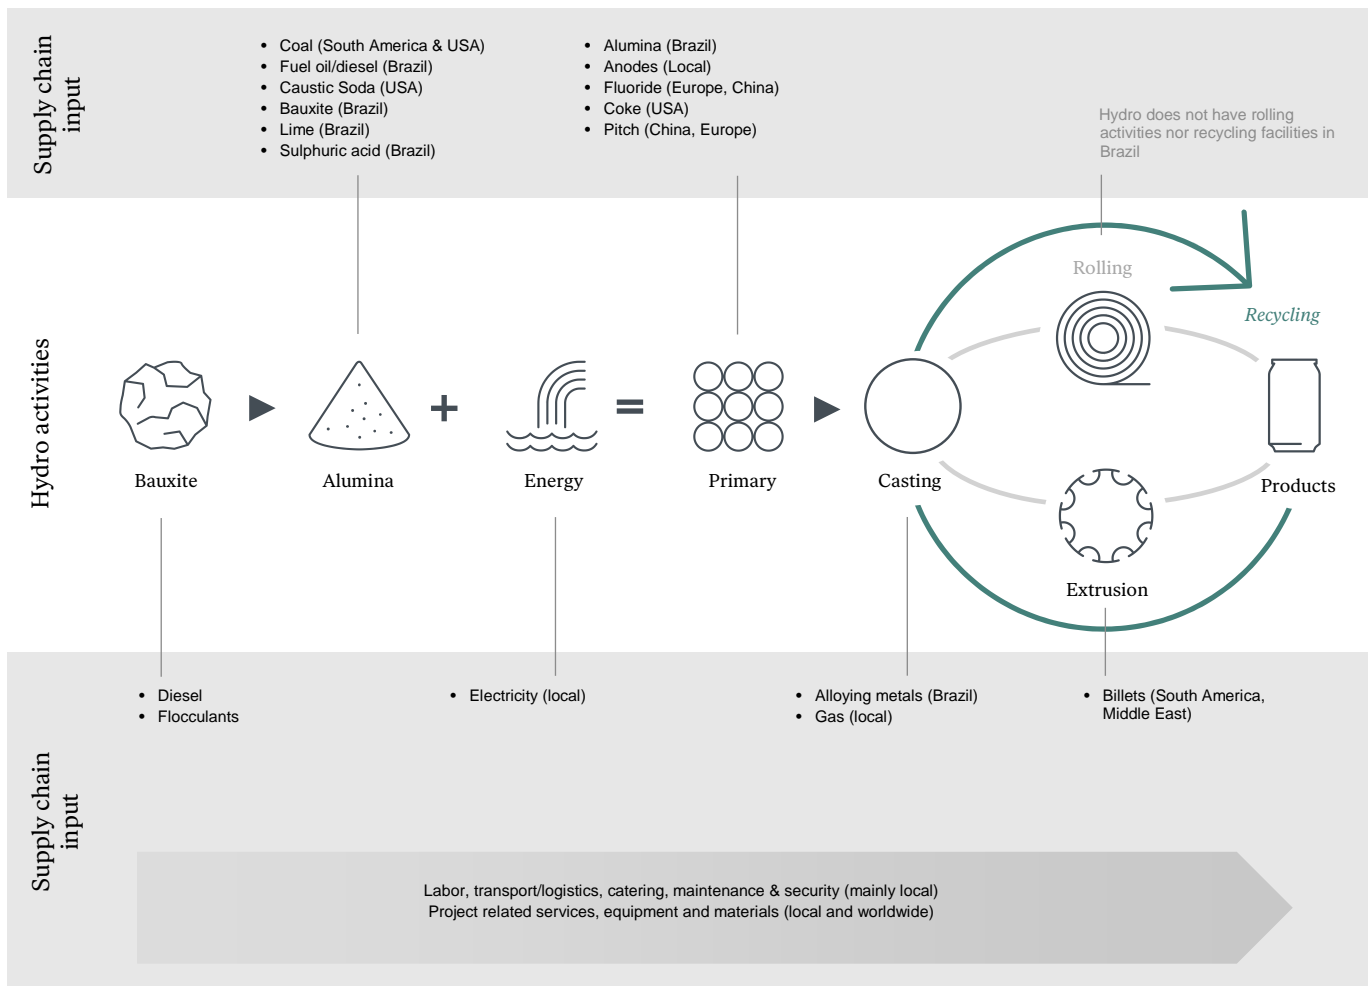 Supply chain
input
• Coal (South America & USA)
• Fuel oil/diesel (Brazil)
• Caustic Soda (USA)
• Bauxite (Brazil)
• Lime (Brazil)
• Sulphuric acid (Brazil)
• Alumina (Brazil)
• Anodes (Local)
• Fluoride (Europe, China)
• Coke (USA)
• Pitch (China, Europe)
Hydro does not have rolling
activities nor recycling facilities in
Brazil
Hydro activities
Rolling
Recycling
Bauxite
Alumina
+
Energy
=
Primary
Casting
Products
Extrusion
Supply chain
input
• Diesel
• Flocculants
• Electricity (local)
• Alloying metals (Brazil)
• Gas (local)
• Billets (South America,
Middle East)
Labor, transport/logistics, catering, maintenance & security (mainly local)
Project related services, equipment and materials (local and worldwide)